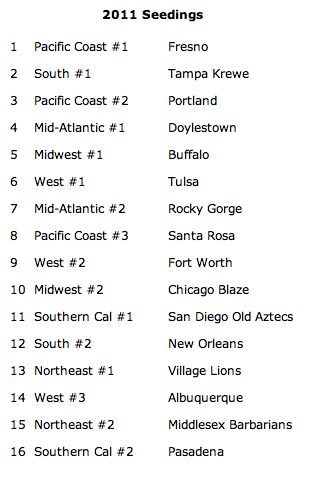 2011 Seedings
1 Pacific Coast #1 Fresno
2 South #1 Tampa Krewe
3 Pacific Coast #2 Portland
4 Mid-Atlantic #1 Doylestown
5 Midwest #1 Buffalo
6 West #1 Tulsa
7 Mid-Atlantic #2 Rocky Gorge
8 Pacific Coast #3 Santa Rosa
9 West #2 Fort Worth
10 Midwest #2 Chicago Blaze
11 Southern Cal #1 San Diego Old Aztecs
12 South #2 New Orleans
13 Northeast #1 Village Lions
14 West #3 Albuquerque
15 Northeast #2 Middlesex Barbarians
16 Southern Cal #2 Pasadena